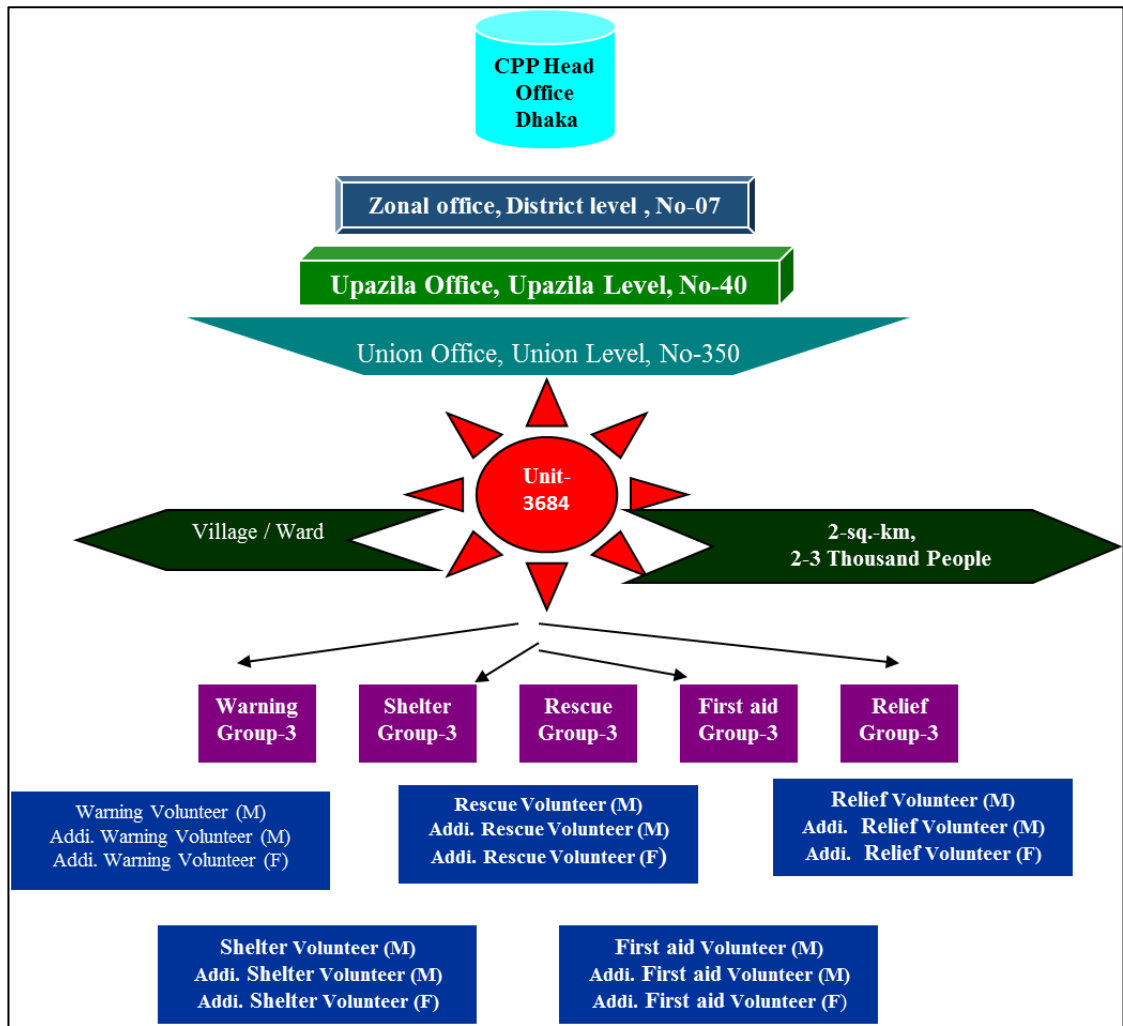 CPP Head
Office
Dhaka
Zonal office, District level , No-07
Upazila Office, Upazila Level, No-40
Union Office, Union Level, No-350
Unit-
3684
Village / Ward
2-sq.-km,
2-3 Thousand People
Warning
Group-3
Shelter
Group-3
Rescue
Group-3
First aid
Group-3
Relief
Group-3
Warning Volunteer (M)
Addi. Warning Volunteer (M)
Addi. Warning Volunteer (F)
Rescue Volunteer (M)
Addi. Rescue Volunteer (M)
Addi. Rescue Volunteer (F)
Relief Volunteer (M)
Addi. Relief Volunteer (M)
Addi. Relief Volunteer (F)
Shelter Volunteer (M)
Addi. Shelter Volunteer (M)
Addi. Shelter Volunteer (F)
First aid Volunteer (M)
Addi. First aid Volunteer (M)
Addi. First aid Volunteer (F)